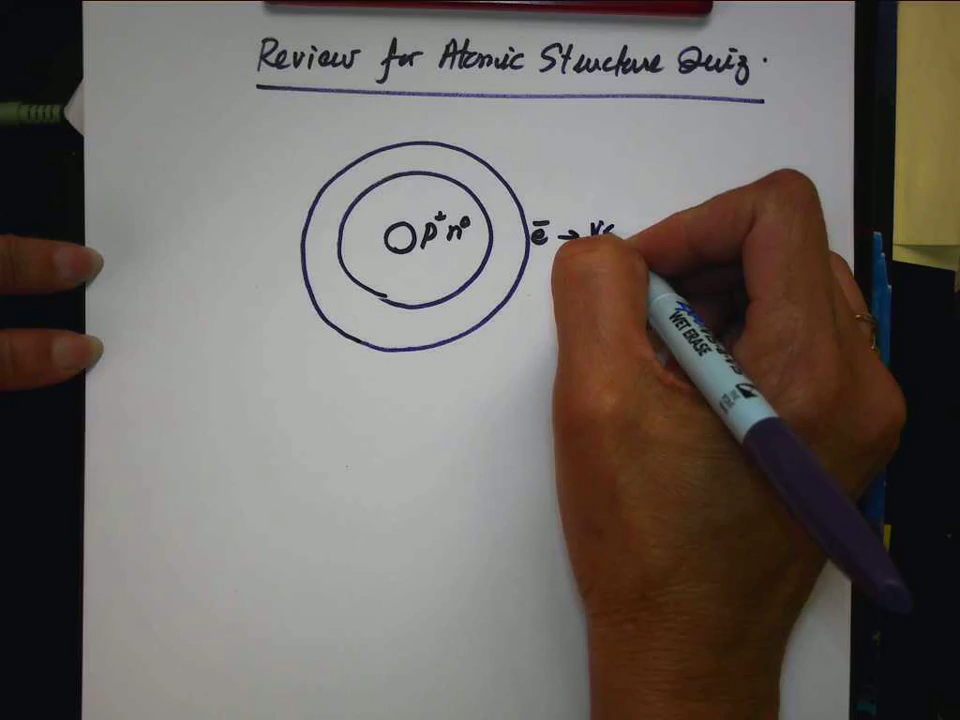 Review for Atomic Structure Quiz.
p⁺ n⁰ e⁻ →
WET ERASE